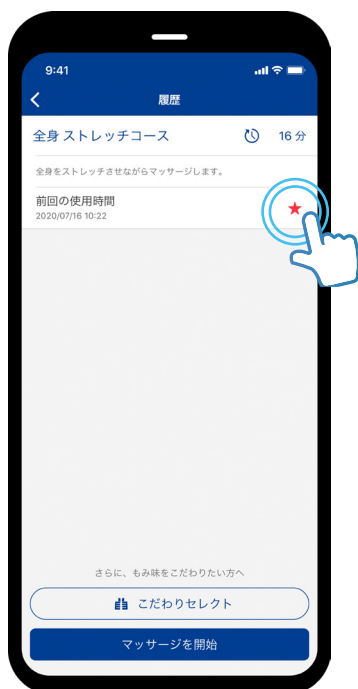 9:41
履歴
全身 ストレッチコース 16 分
全身をストレッチさせながらマッサージします。
前回の使用時間
2020/07/16 10:22
さらに、もみ味をこだわりたい方へ
こだわりセレクト
マッサージを開始